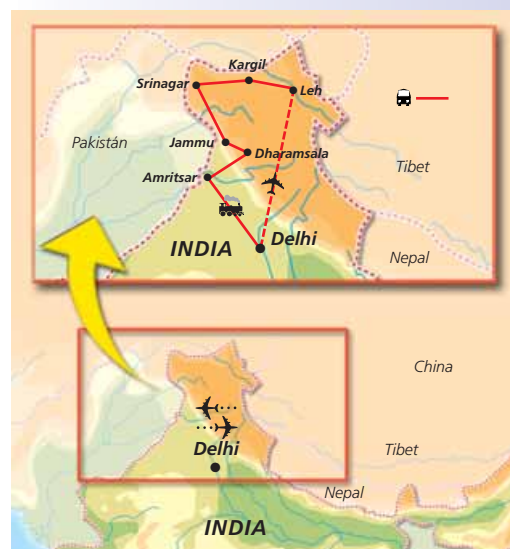 Kargil
Srinagar
Leh
Pakistán
Jammu
Dharamsala
Tibet
Amritsar
INDIA
Delhi
Nepal
China
Delhi
Tibet
Nepal
INDIA